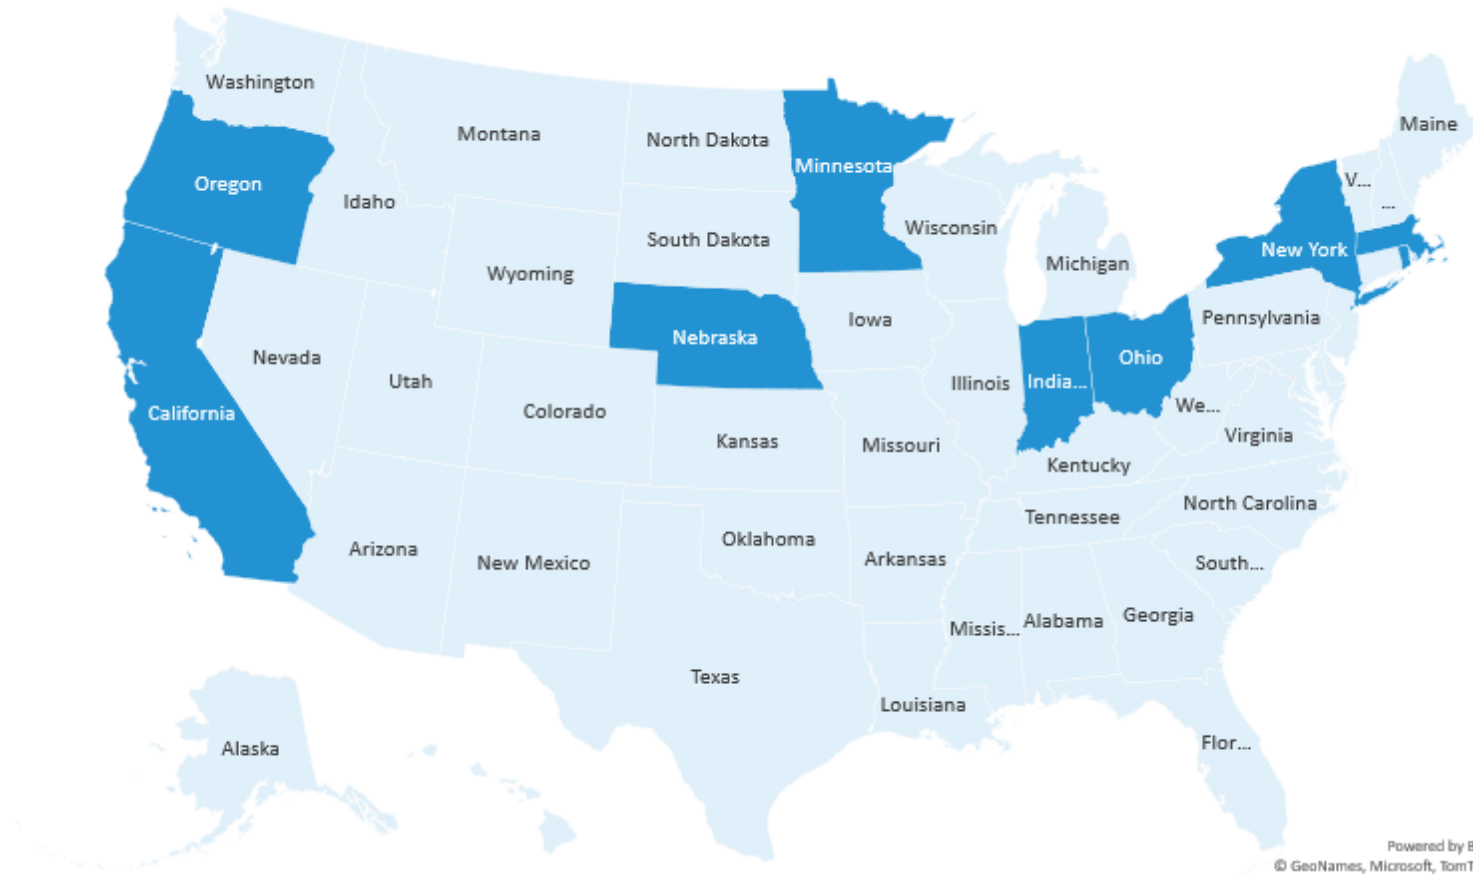 Washington
Maine
Montana
North Dakota
Minnesota
V...
Oregon
Idaho
...
Wisconsin
South Dakota
New York
Michigan
Wyoming
Iowa
Pennsylvania
Nebraska
Nevada
Ohio
Utah
Illinois
India...
Colorado
We...
California
Virginia
Kansas
Missouri
Kentucky
North Carolina
Tennessee
Oklahoma
Arizona
New Mexico
Arkansas
South...
Georgia
Missis...
Alabama
Texas
Louisiana
Flor...
Alaska
Powered by B
© GeoNames, Microsoft, TomT